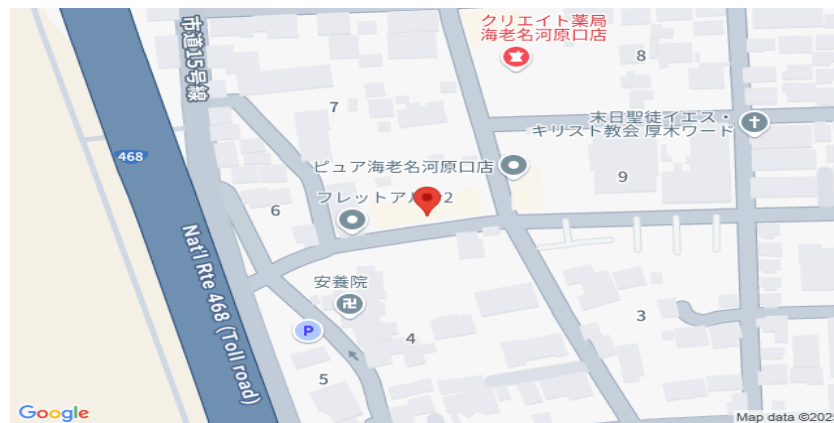 クリエイト薬局
海老名河原口店
市道15号線
8
7
末日聖徒イエス・
キリスト教会 厚木ワード
468
ピュア海老名河原口店
9
6
フレットア
2
Nat'l Rte 468 (Toll road)
安養院
卍
P
3
4
5
Google
Map data ©202